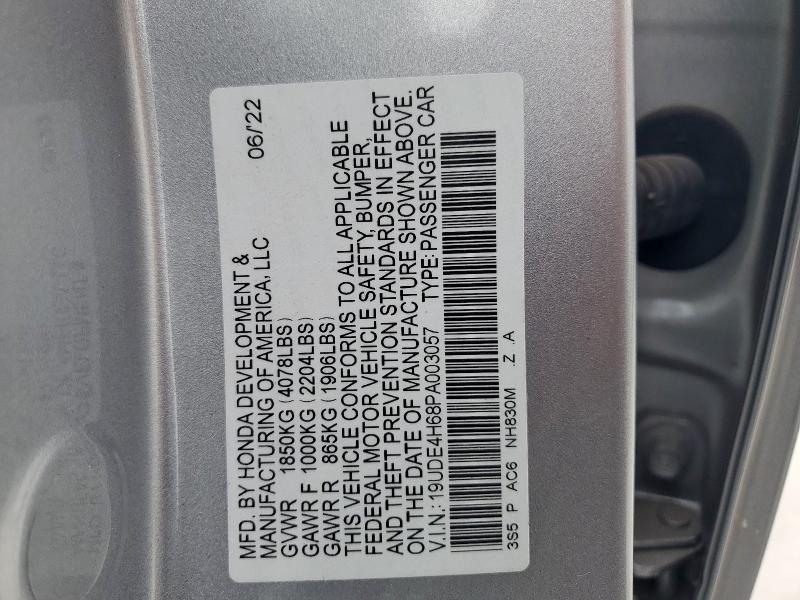 MFD. BY HONDA DEVELOPMENT & 06/'22
MANUFACTURING OF AMERICA, LLC
GVWR 1850KG (4078LBS)
GAWR F 1000KG (2204LBS)
GAWR R 865KG (1906LBS)
THIS VEHICLE CONFORMS TO ALL APPLICABLE
FEDERAL MOTOR VEHICLE SAFETY, BUMPER,
AND THEFT PREVENTION STANDARDS IN EFFECT
ON THE DATE OF MANUFACTURE SHOWN ABOVE.
V.I.N.: 19UDE4H68PA003057 TYPE: PASSENGER CAR
3S5 P AC6 NH830M .Z .A